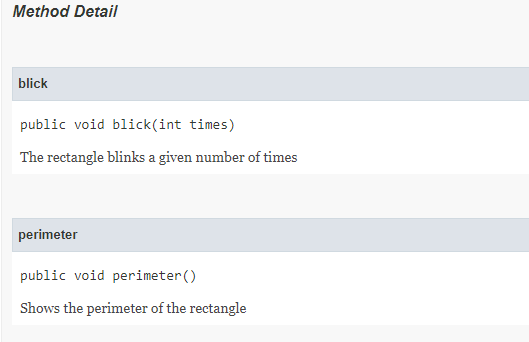 Method Detail
blick
public void blick(int times)
The rectangle blinks a given number of times
perimeter
public void perimeter()
Shows the perimeter of the rectangle